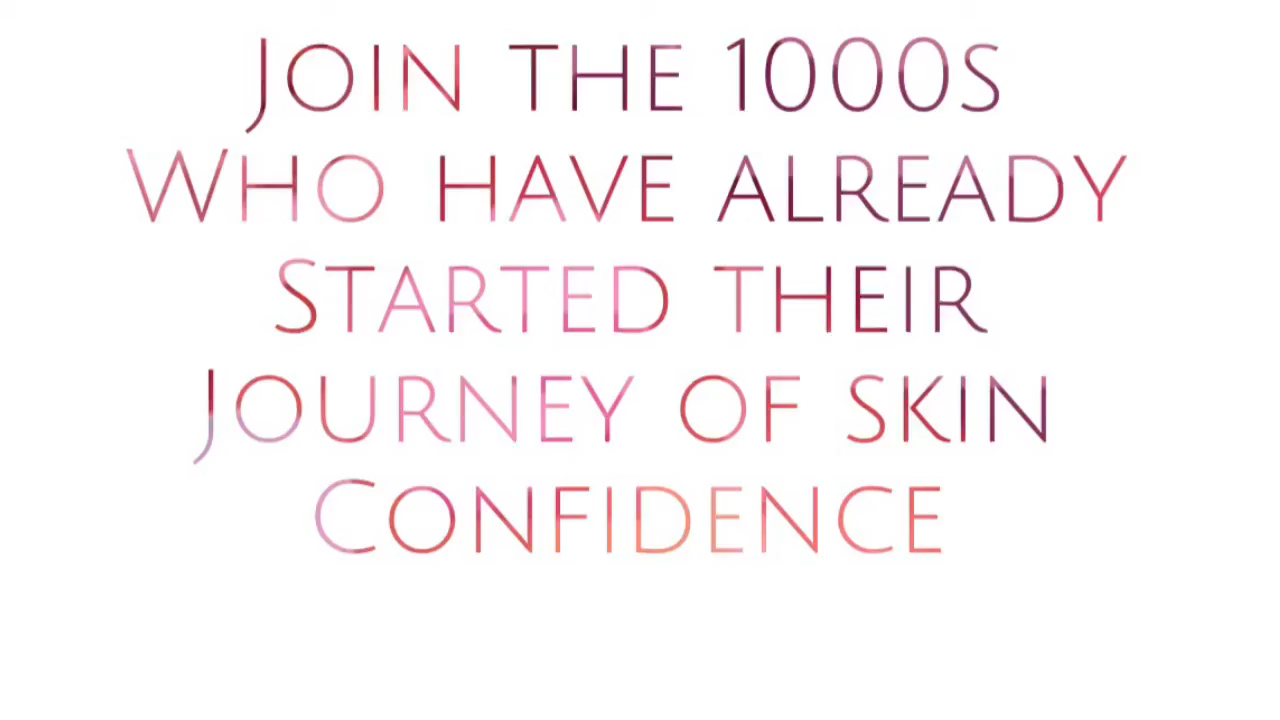 Join the 1000s
Who have already
Started their
Journey of skin
Confidence